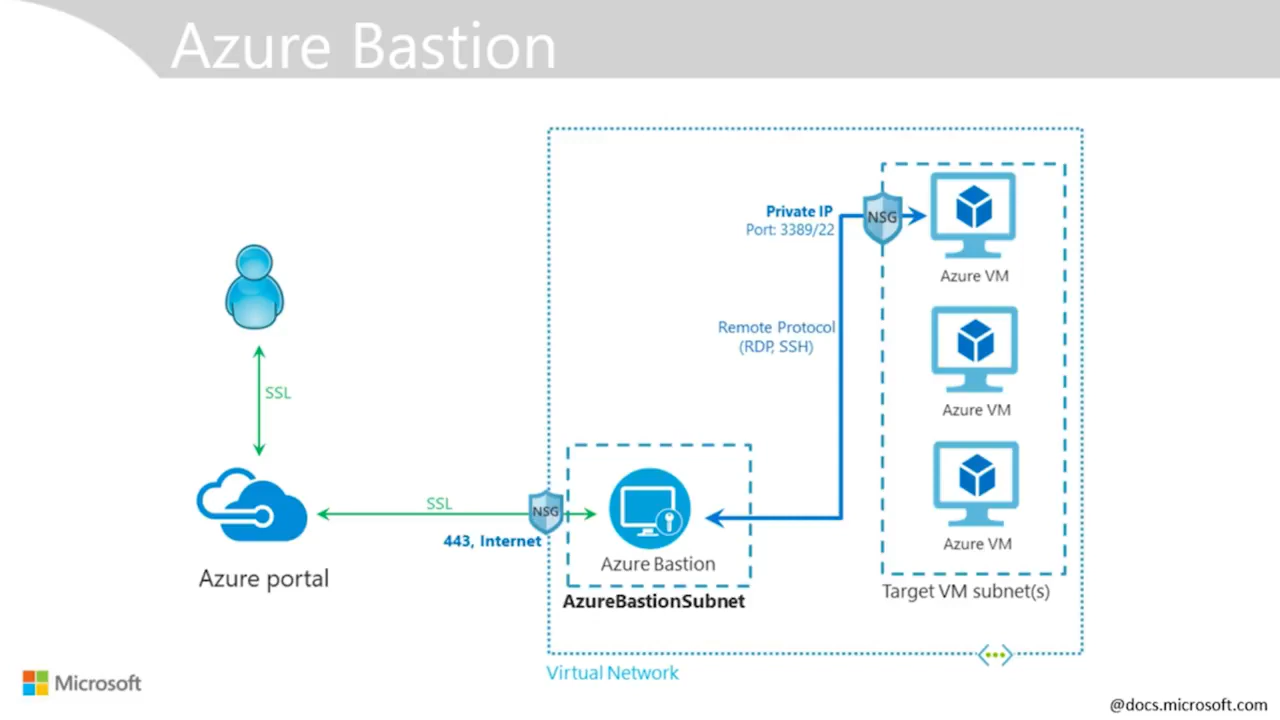 Azure Bastion
Private IP
Port: 3389/22
NSG
Azure VM
Remote Protocol
(RDP, SSH)
Azure VM
SSL
SSL
NSG
443, Internet
Azure Bastion
AzureBastionSubnet
Azure VM
Target VM subnet(s)
Azure portal
Virtual Network
Microsoft
@docs.microsoft.com